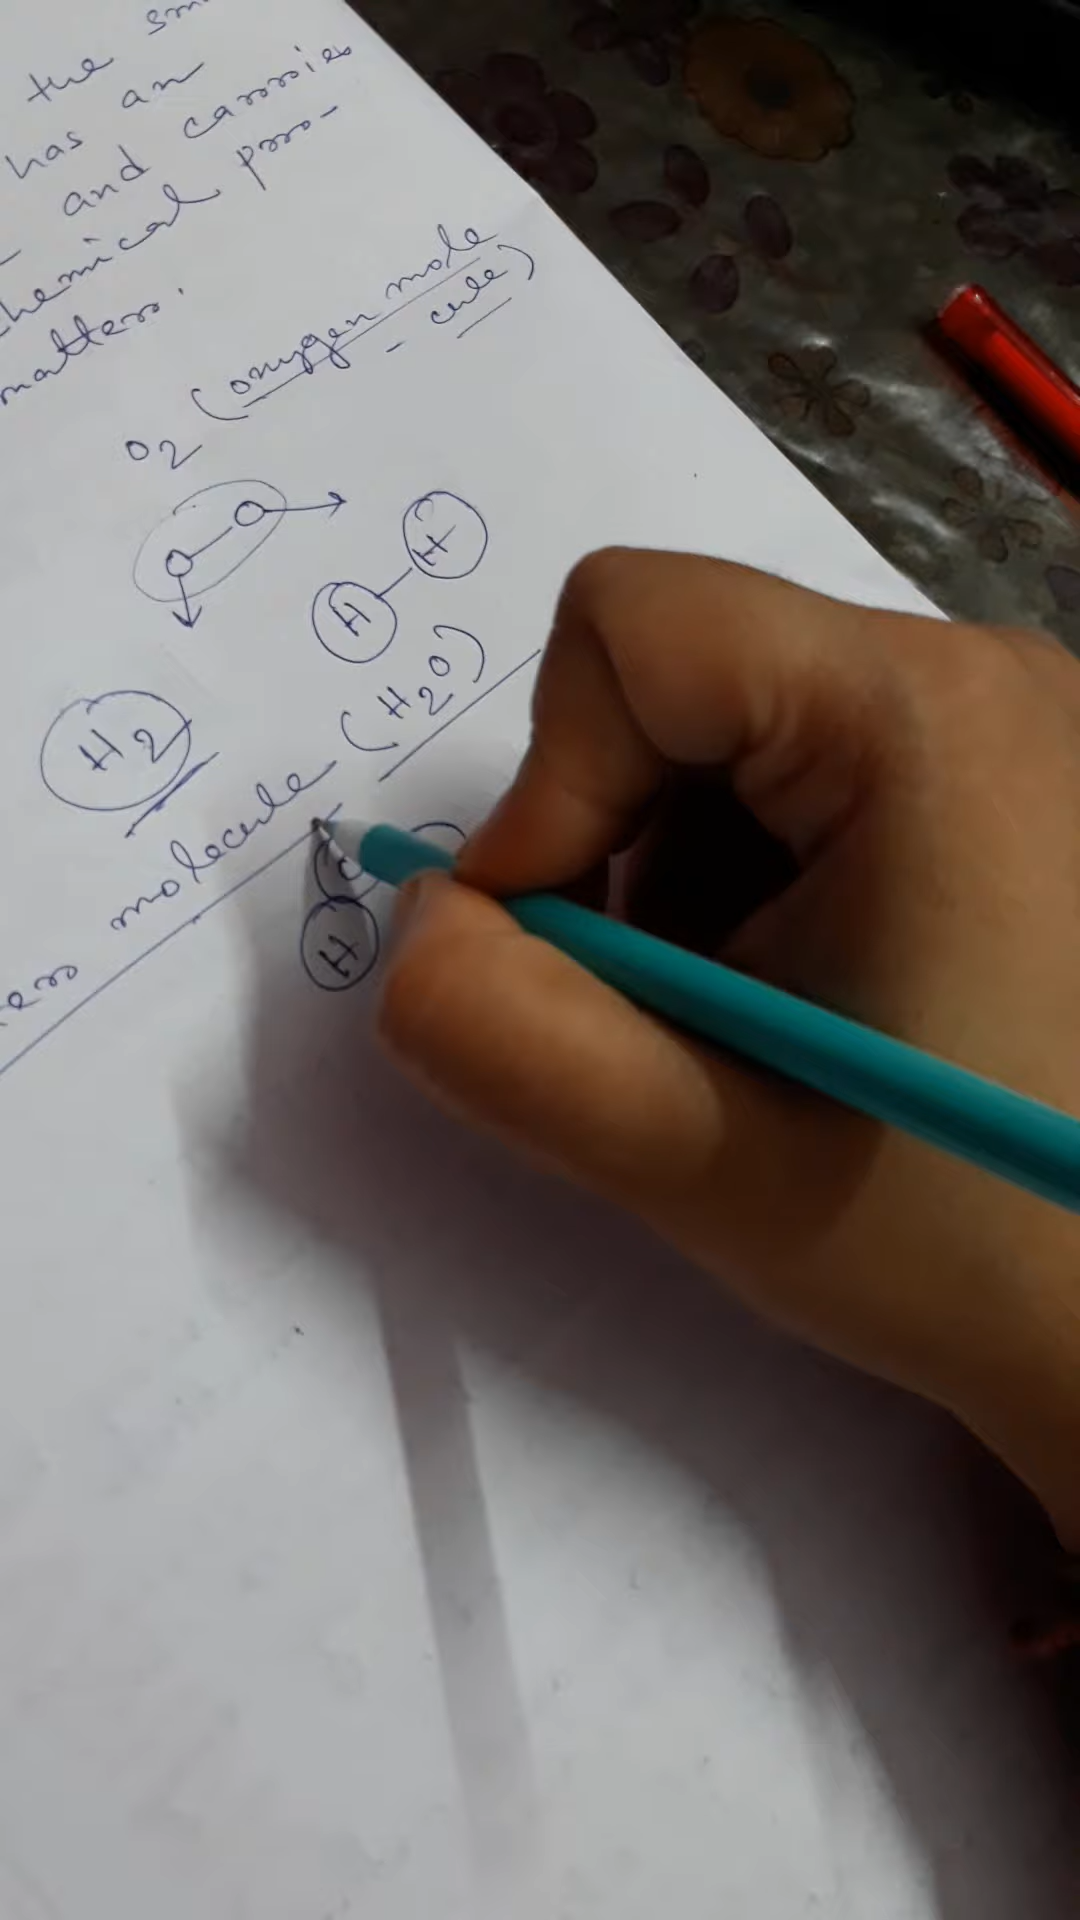 the
has an
and carries
chemical pro-
matter.
O2 (oxygen mole
- cule)
O-O
H-H
H2
molecule (H2O)
O
H